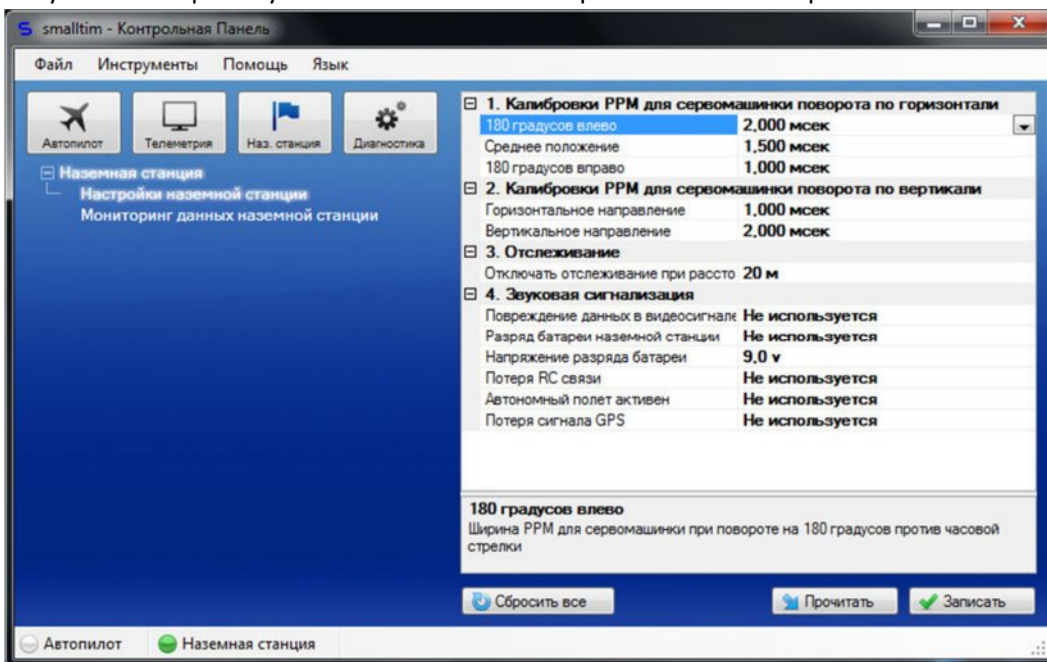 smalltim - Контрольная Панель
Файл Инструменты Помощь Язык
Автопилот Телеметрия Наз. станция Диагностика
Наземная станция
Настройки наземной станции
Мониторинг данных наземной станции
1. Калибровки PPM для сервомашинки поворота по горизонтали
180 градусов влево 2,000 мсек
Среднее положение 1,500 мсек
180 градусов вправо 1,000 мсек
2. Калибровки PPM для сервомашинки поворота по вертикали
Горизонтальное направление 1,000 мсек
Вертикальное направление 2,000 мсек
3. Отслеживание
Отключать отслеживание при рассто 20 м
4. Звуковая сигнализация
Повреждение данных в видеосигнале Не используется
Разряд батареи наземной станции Не используется
Напряжение разряда батареи 9,0 v
Потеря RC связи Не используется
Автономный полет активен Не используется
Потеря сигнала GPS Не используется
180 градусов влево
Ширина PPM для сервомашинки при повороте на 180 градусов против часовой
стрелки
Сбросить все Прочитать Записать
Автопилот Наземная станция